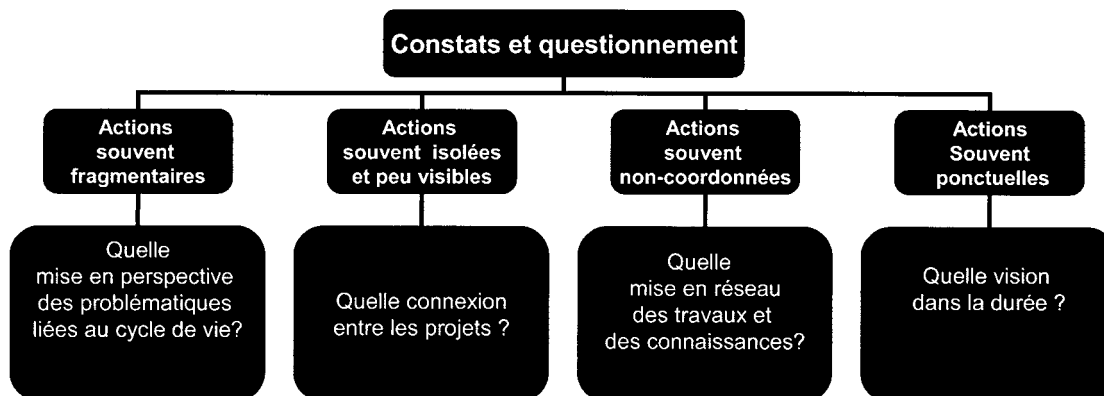 Constats et questionnement
Actions
souvent
fragmentaires
Actions
souvent isolées
et peu visibles
Actions
souvent
non-coordonnées
Actions
Souvent
ponctuelles
Quelle
mise en perspective
des problématiques
liées au cycle de vie?
Quelle connexion
entre les projets ?
Quelle
mise en réseau
des travaux et
des connaissances?
Quelle vision
dans la durée ?